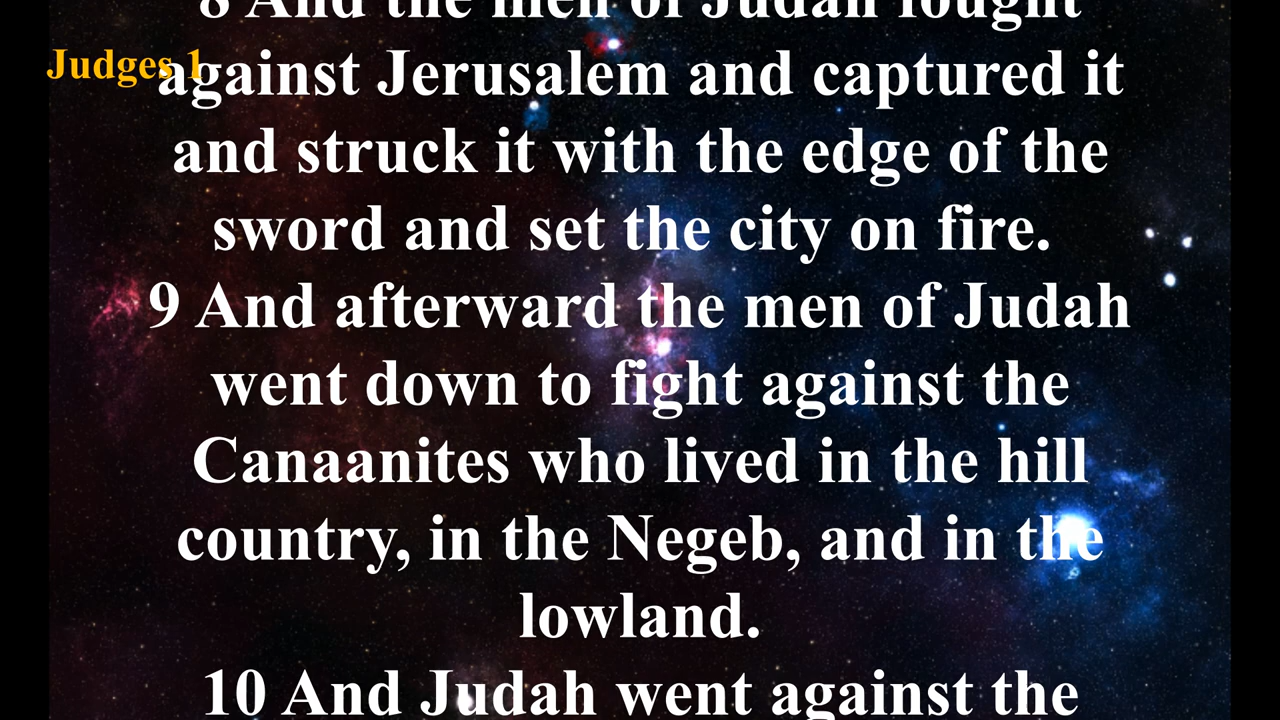 8 And the men of Judah fought
Judges 1
against Jerusalem and captured it
and struck it with the edge of the
sword and set the city on fire.
9 And afterward the men of Judah
went down to fight against the
Canaanites who lived in the hill
country, in the Negeb, and in the
lowland.
10 And Judah went against the